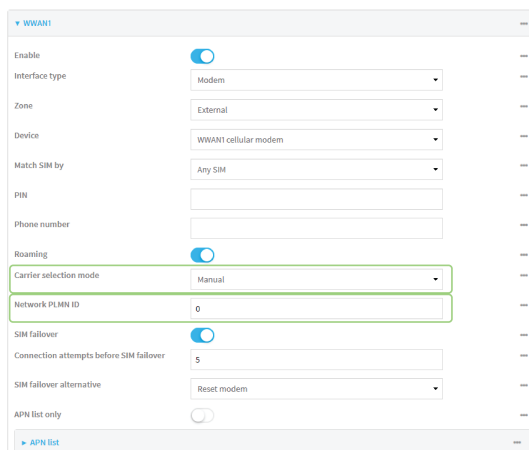 WWAN1
Enable
Interface type Modem
Zone External
Device WWAN1 cellular modem
Match SIM by Any SIM
PIN
Phone number
Roaming
Carrier selection mode Manual
Network PLMN ID 0
SIM failover
Connection attempts before SIM failover 5
SIM failover alternative Reset modem
APN list only
APN list